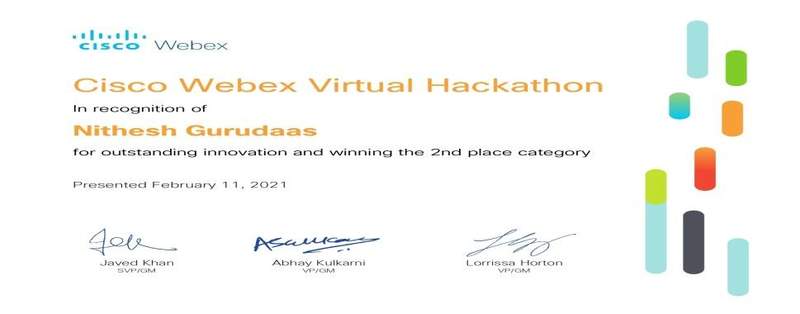 CISCO Webex
Cisco Webex Virtual Hackathon
In recognition of
Nithesh Gurudaas
for outstanding innovation and winning the 2nd place category
Presented February 11, 2021
Javed Khan
SVP/GM
Abhay Kulkarni
VP/GM
Lorrissa Horton
VP/GM